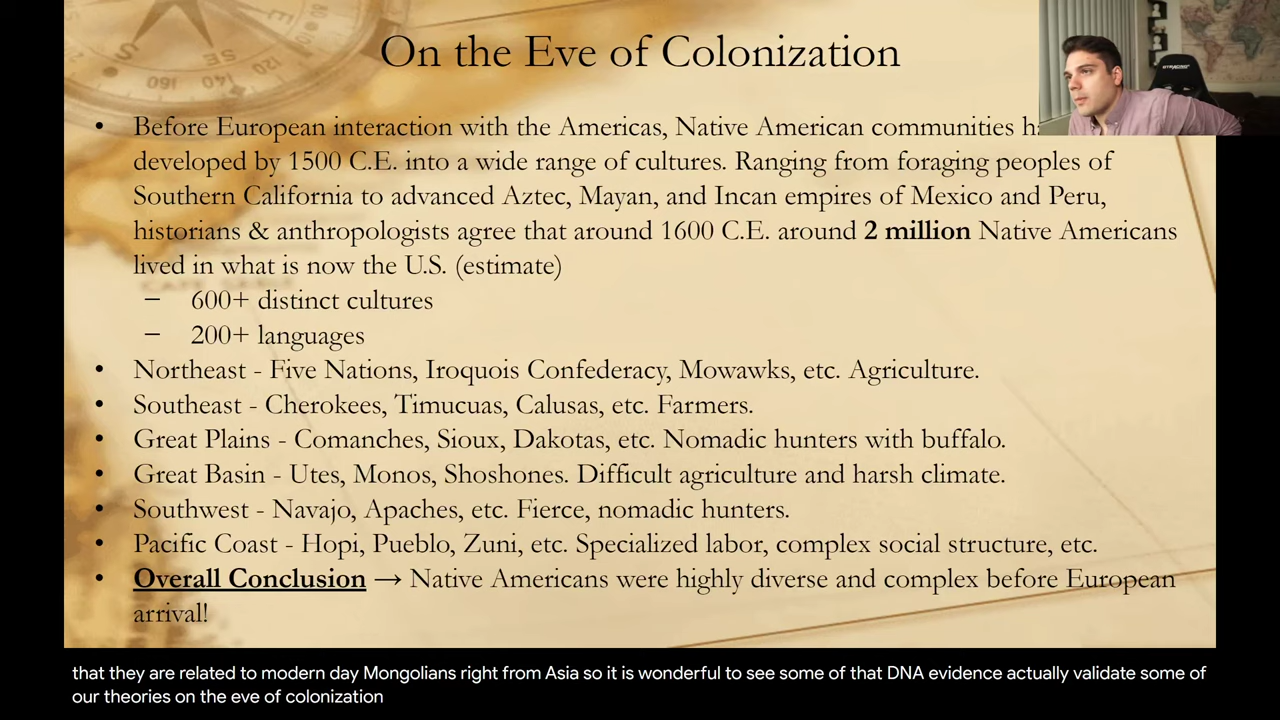 On the Eve of Colonization
• Before European interaction with the Americas, Native American communities
developed by 1500 C.E. into a wide range of cultures. Ranging from foraging peoples of
Southern California to advanced Aztec, Mayan, and Incan empires of Mexico and Peru,
historians & anthropologists agree that around 1600 C.E. around 2 million Native Americans
lived in what is now the U.S. (estimate)
– 600+ distinct cultures
– 200+ languages
• Northeast - Five Nations, Iroquois Confederacy, Mowawks, etc. Agriculture.
• Southeast - Cherokees, Timucuas, Calusas, etc. Farmers.
• Great Plains - Comanches, Sioux, Dakotas, etc. Nomadic hunters with buffalo.
• Great Basin - Utes, Monos, Shoshones. Difficult agriculture and harsh climate.
• Southwest - Navajo, Apaches, etc. Fierce, nomadic hunters.
• Pacific Coast - Hopi, Pueblo, Zuni, etc. Specialized labor, complex social structure, etc.
• Overall Conclusion → Native Americans were highly diverse and complex before European
arrival!
that they are related to modern day Mongolians right from Asia so it is wonderful to see some of that DNA evidence actually validate some of
our theories on the eve of colonization